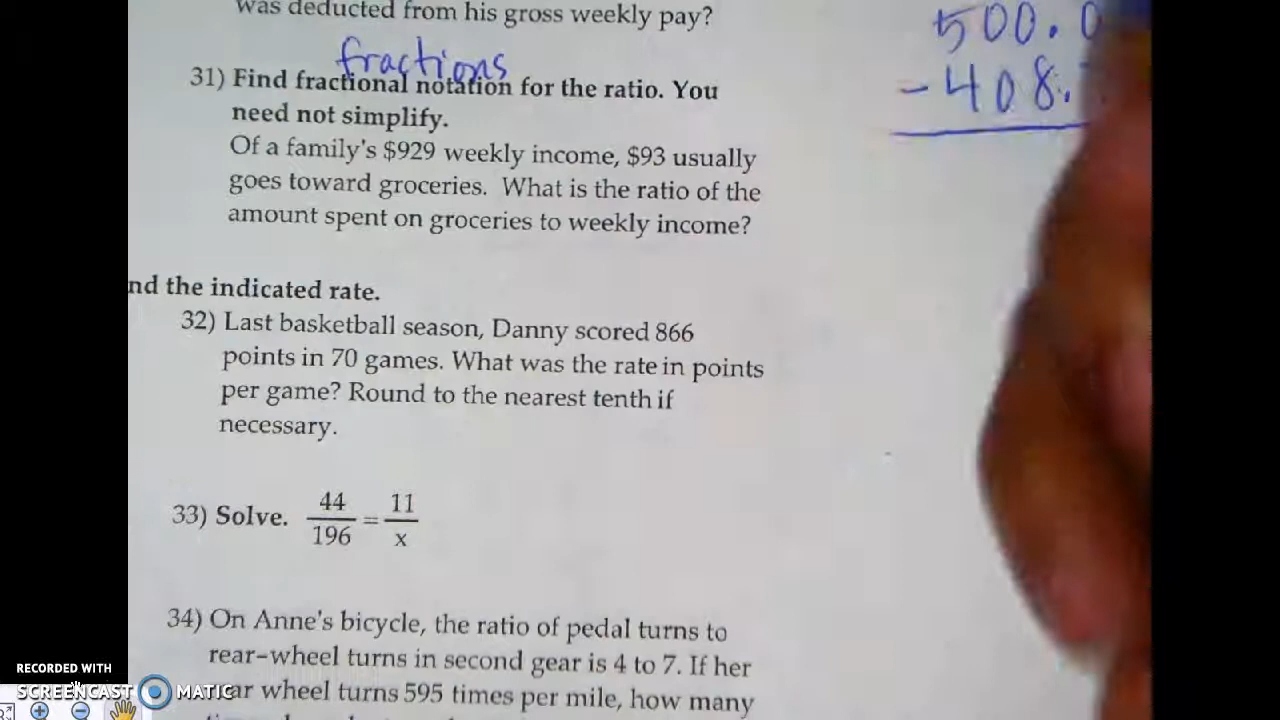 was deducted from his gross weekly pay?
500.0
- 408.
fractions
31) Find fractional notation for the ratio. You
need not simplify.
Of a family's $929 weekly income, $93 usually
goes toward groceries. What is the ratio of the
amount spent on groceries to weekly income?
nd the indicated rate.
32) Last basketball season, Danny scored 866
points in 70 games. What was the rate in points
per game? Round to the nearest tenth if
necessary.
33) Solve. 44/196 = 11/x
34) On Anne's bicycle, the ratio of pedal turns to
rear-wheel turns in second gear is 4 to 7. If her
ar wheel turns 595 times per mile, how many
RECORDED WITH
SCREENCAST MATIC